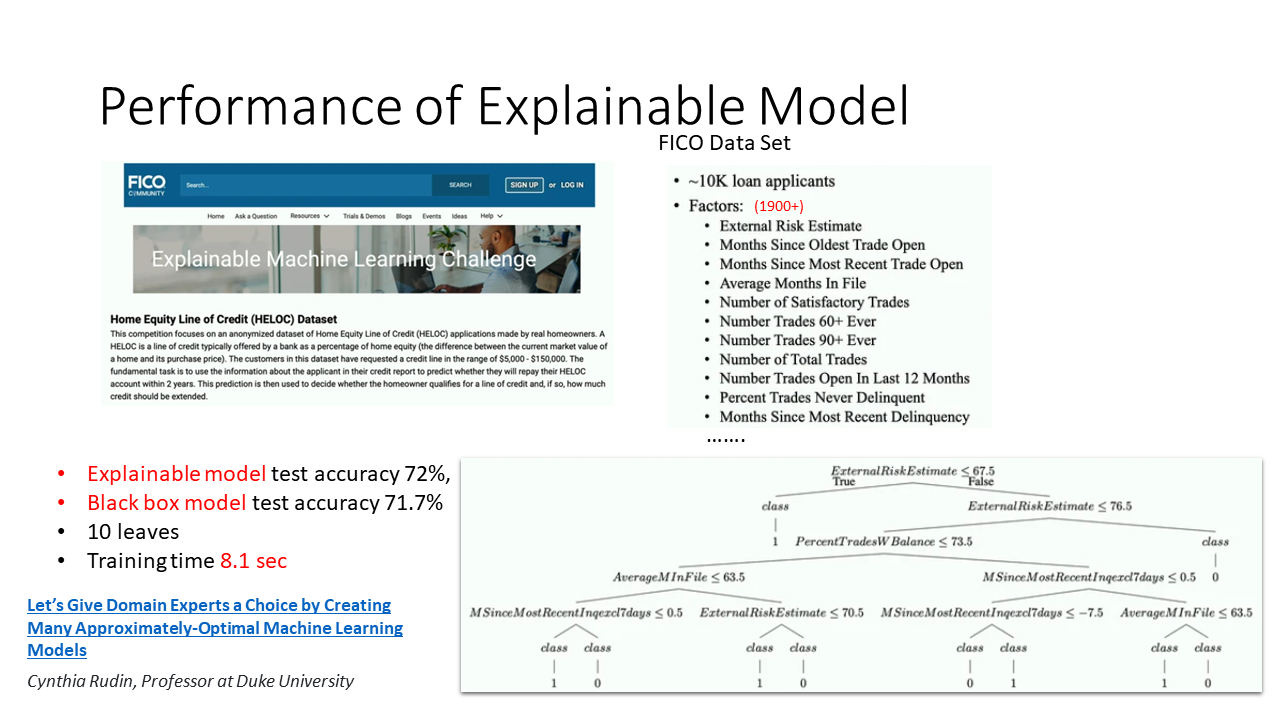 Performance of Explainable Model
FICO Data Set
FICO
COMMUNITY
Search...
SEARCH
SIGN UP or LOG IN
Home Ask a Question Resources Trials & Demos Blogs Events Ideas Help
Explainable Machine Learning Challenge
Home Equity Line of Credit (HELOC) Dataset
This competition focuses on an anonymized dataset of Home Equity Line of Credit (HELOC) applications made by real homeowners. A
HELOC is a line of credit typically offered by a bank as a percentage of home equity (the difference between the current market value of
a home and its purchase price). The customers in this dataset have requested a credit line in the range of $5,000 - $150,000. The
fundamental task is to use the information about the applicant in their credit report to predict whether they will repay their HELOC
account within 2 years. This prediction is then used to decide whether the homeowner qualifies for a line of credit and, if so, how much
credit should be extended.
• ~10K loan applicants
• Factors: (1900+)
• External Risk Estimate
• Months Since Oldest Trade Open
• Months Since Most Recent Trade Open
• Average Months In File
• Number of Satisfactory Trades
• Number Trades 60+ Ever
• Number Trades 90+ Ever
• Number of Total Trades
• Number Trades Open In Last 12 Months
• Percent Trades Never Delinquent
• Months Since Most Recent Delinquency
.......
• Explainable model test accuracy 72%,
• Black box model test accuracy 71.7%
• 10 leaves
• Training time 8.1 sec
Let's Give Domain Experts a Choice by Creating
Many Approximately-Optimal Machine Learning
Models
Cynthia Rudin, Professor at Duke University
ExternalRiskEstimate ≤ 67.5
True False
class ExternalRiskEstimate ≤ 76.5
1 PercentTradesWBalance ≤ 73.5 class
AverageMInFile ≤ 63.5 MSinceMostRecentInqexcl7days ≤ 0.5 0
MSinceMostRecentInqexcl7days ≤ 0.5 ExternalRiskEstimate ≤ 70.5 MSinceMostRecentInqexcl7days ≤ −7.5 AverageMInFile ≤ 63.5
class class class class class class class class
1 0 1 0 0 1 1 0